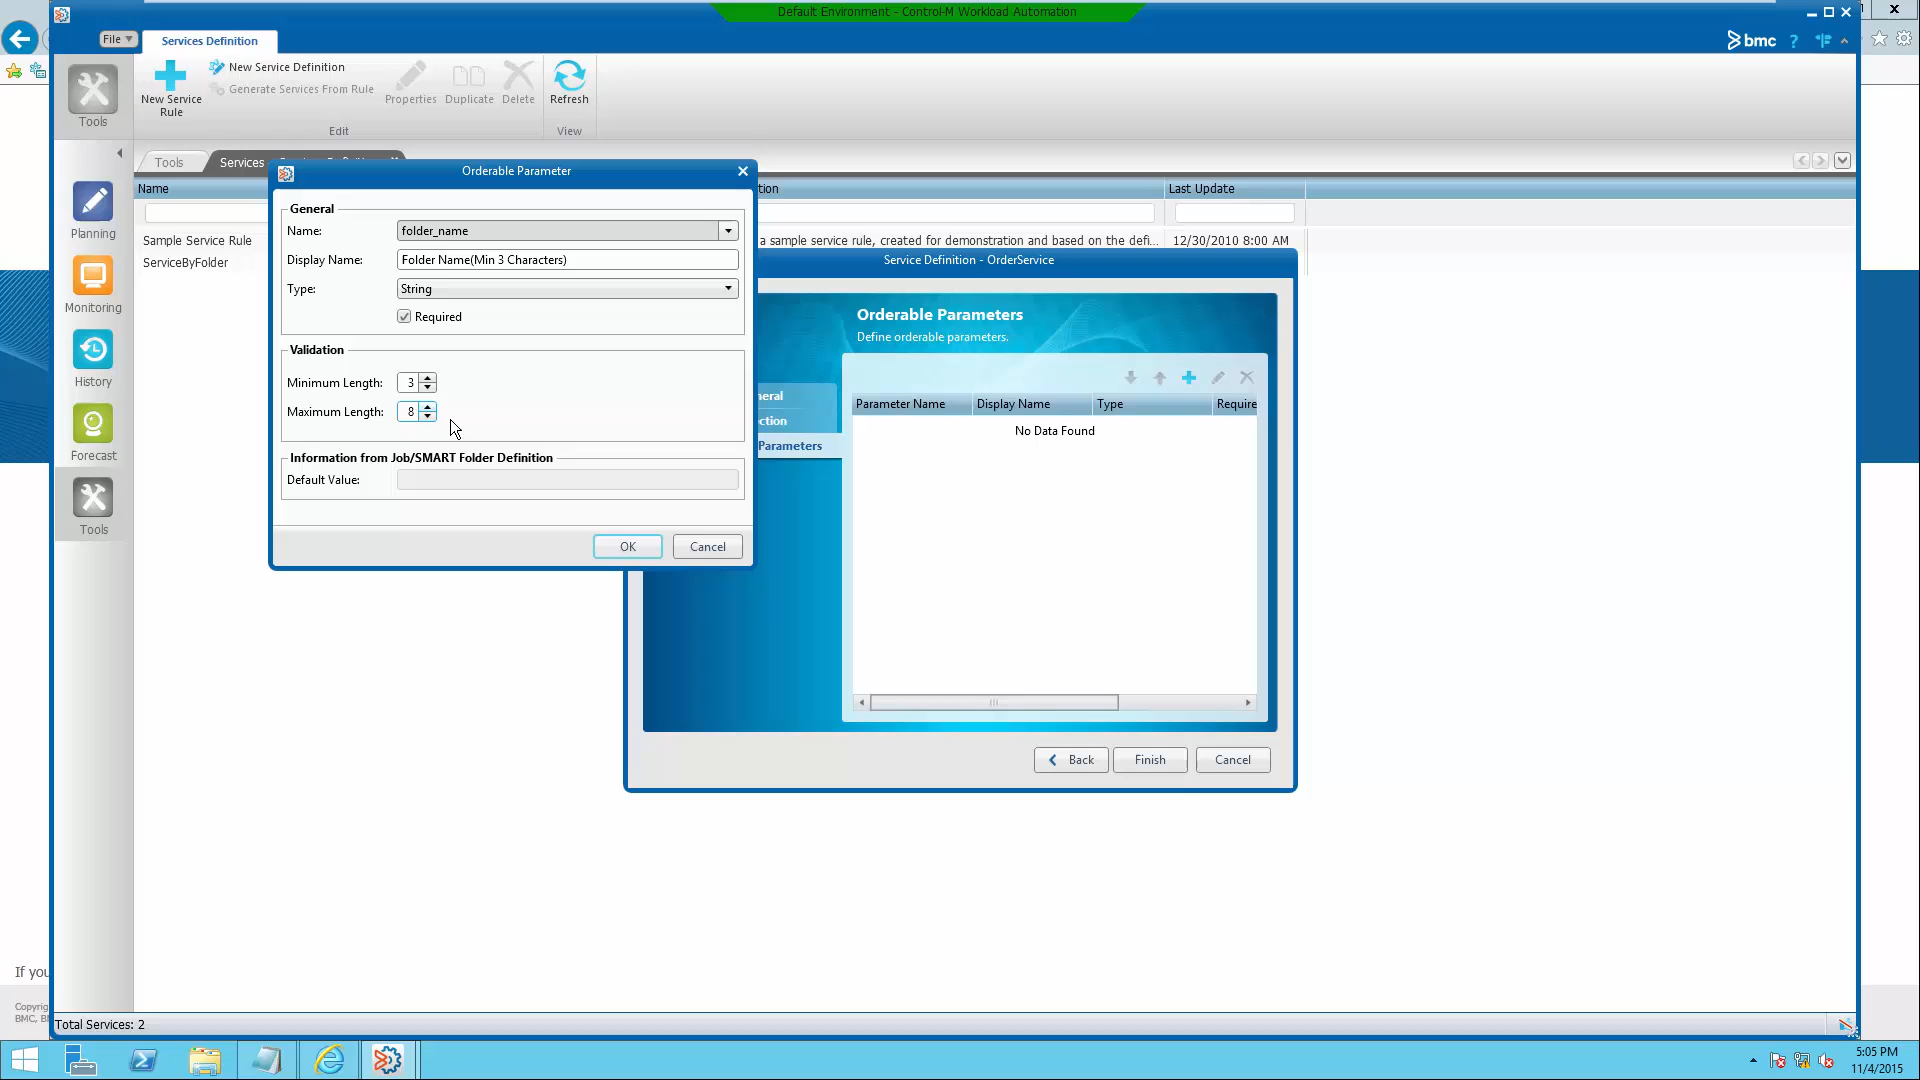 Default Environment - Control-M Workload Automation
File
Services Definition
bmc
?
New Service Rule
New Service Definition
Generate Services From Rule
Properties
Duplicate
Delete
Refresh
Edit
View
Tools
Tools
Services
Name
tion
Last Update
Sample Service Rule
a sample service rule, created for demonstration and based on the defi...
12/30/2010 8:00 AM
ServiceByFolder
Planning
Monitoring
History
Forecast
Tools
Orderable Parameter
General
Name:
folder_name
Display Name:
Folder Name(Min 3 Characters)
Type:
String
Required
Validation
Minimum Length:
3
Maximum Length:
8
Information from Job/SMART Folder Definition
Default Value:
OK
Cancel
Service Definition - OrderService
Orderable Parameters
Define orderable parameters.
eral
ction
Parameters
Parameter Name
Display Name
Type
Require
No Data Found
Back
Finish
Cancel
If you
Copyrig
BMC, B
Total Services: 2
5:05 PM
11/4/2015